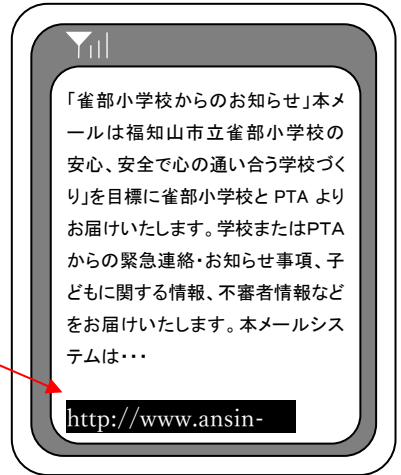 「雀部小学校からのお知らせ」本メ
ールは福知山市立雀部小学校の
安心、安全で心の通い合う学校づく
り」を目標に雀部小学校と PTA より
お届けいたします。学校またはPTA
からの緊急連絡・お知らせ事項、子
どもに関する情報、不審者情報など
をお届けいたします。本メールシス
テムは・・・
http://www.ansin-